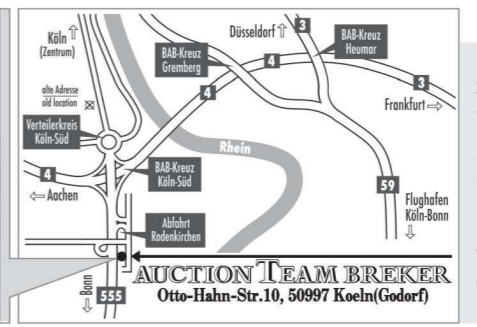 Köln
(Zentrum)
Düsseldorf
3
BAB-Kreuz
Heumar
BAB-Kreuz
Gremberg
4
3
Frankfurt
alte Adresse
old location
4
Verteilerkreis
Köln-Süd
Rhein
4
BAB-Kreuz
Köln-Süd
Aachen
59
Flughafen
Köln-Bonn
Abfahrt
Rodenkirchen
AUCTION TEAM BREKER
Otto-Hahn-Str.10, 50997 Koeln(Godorf)
Bonn
555